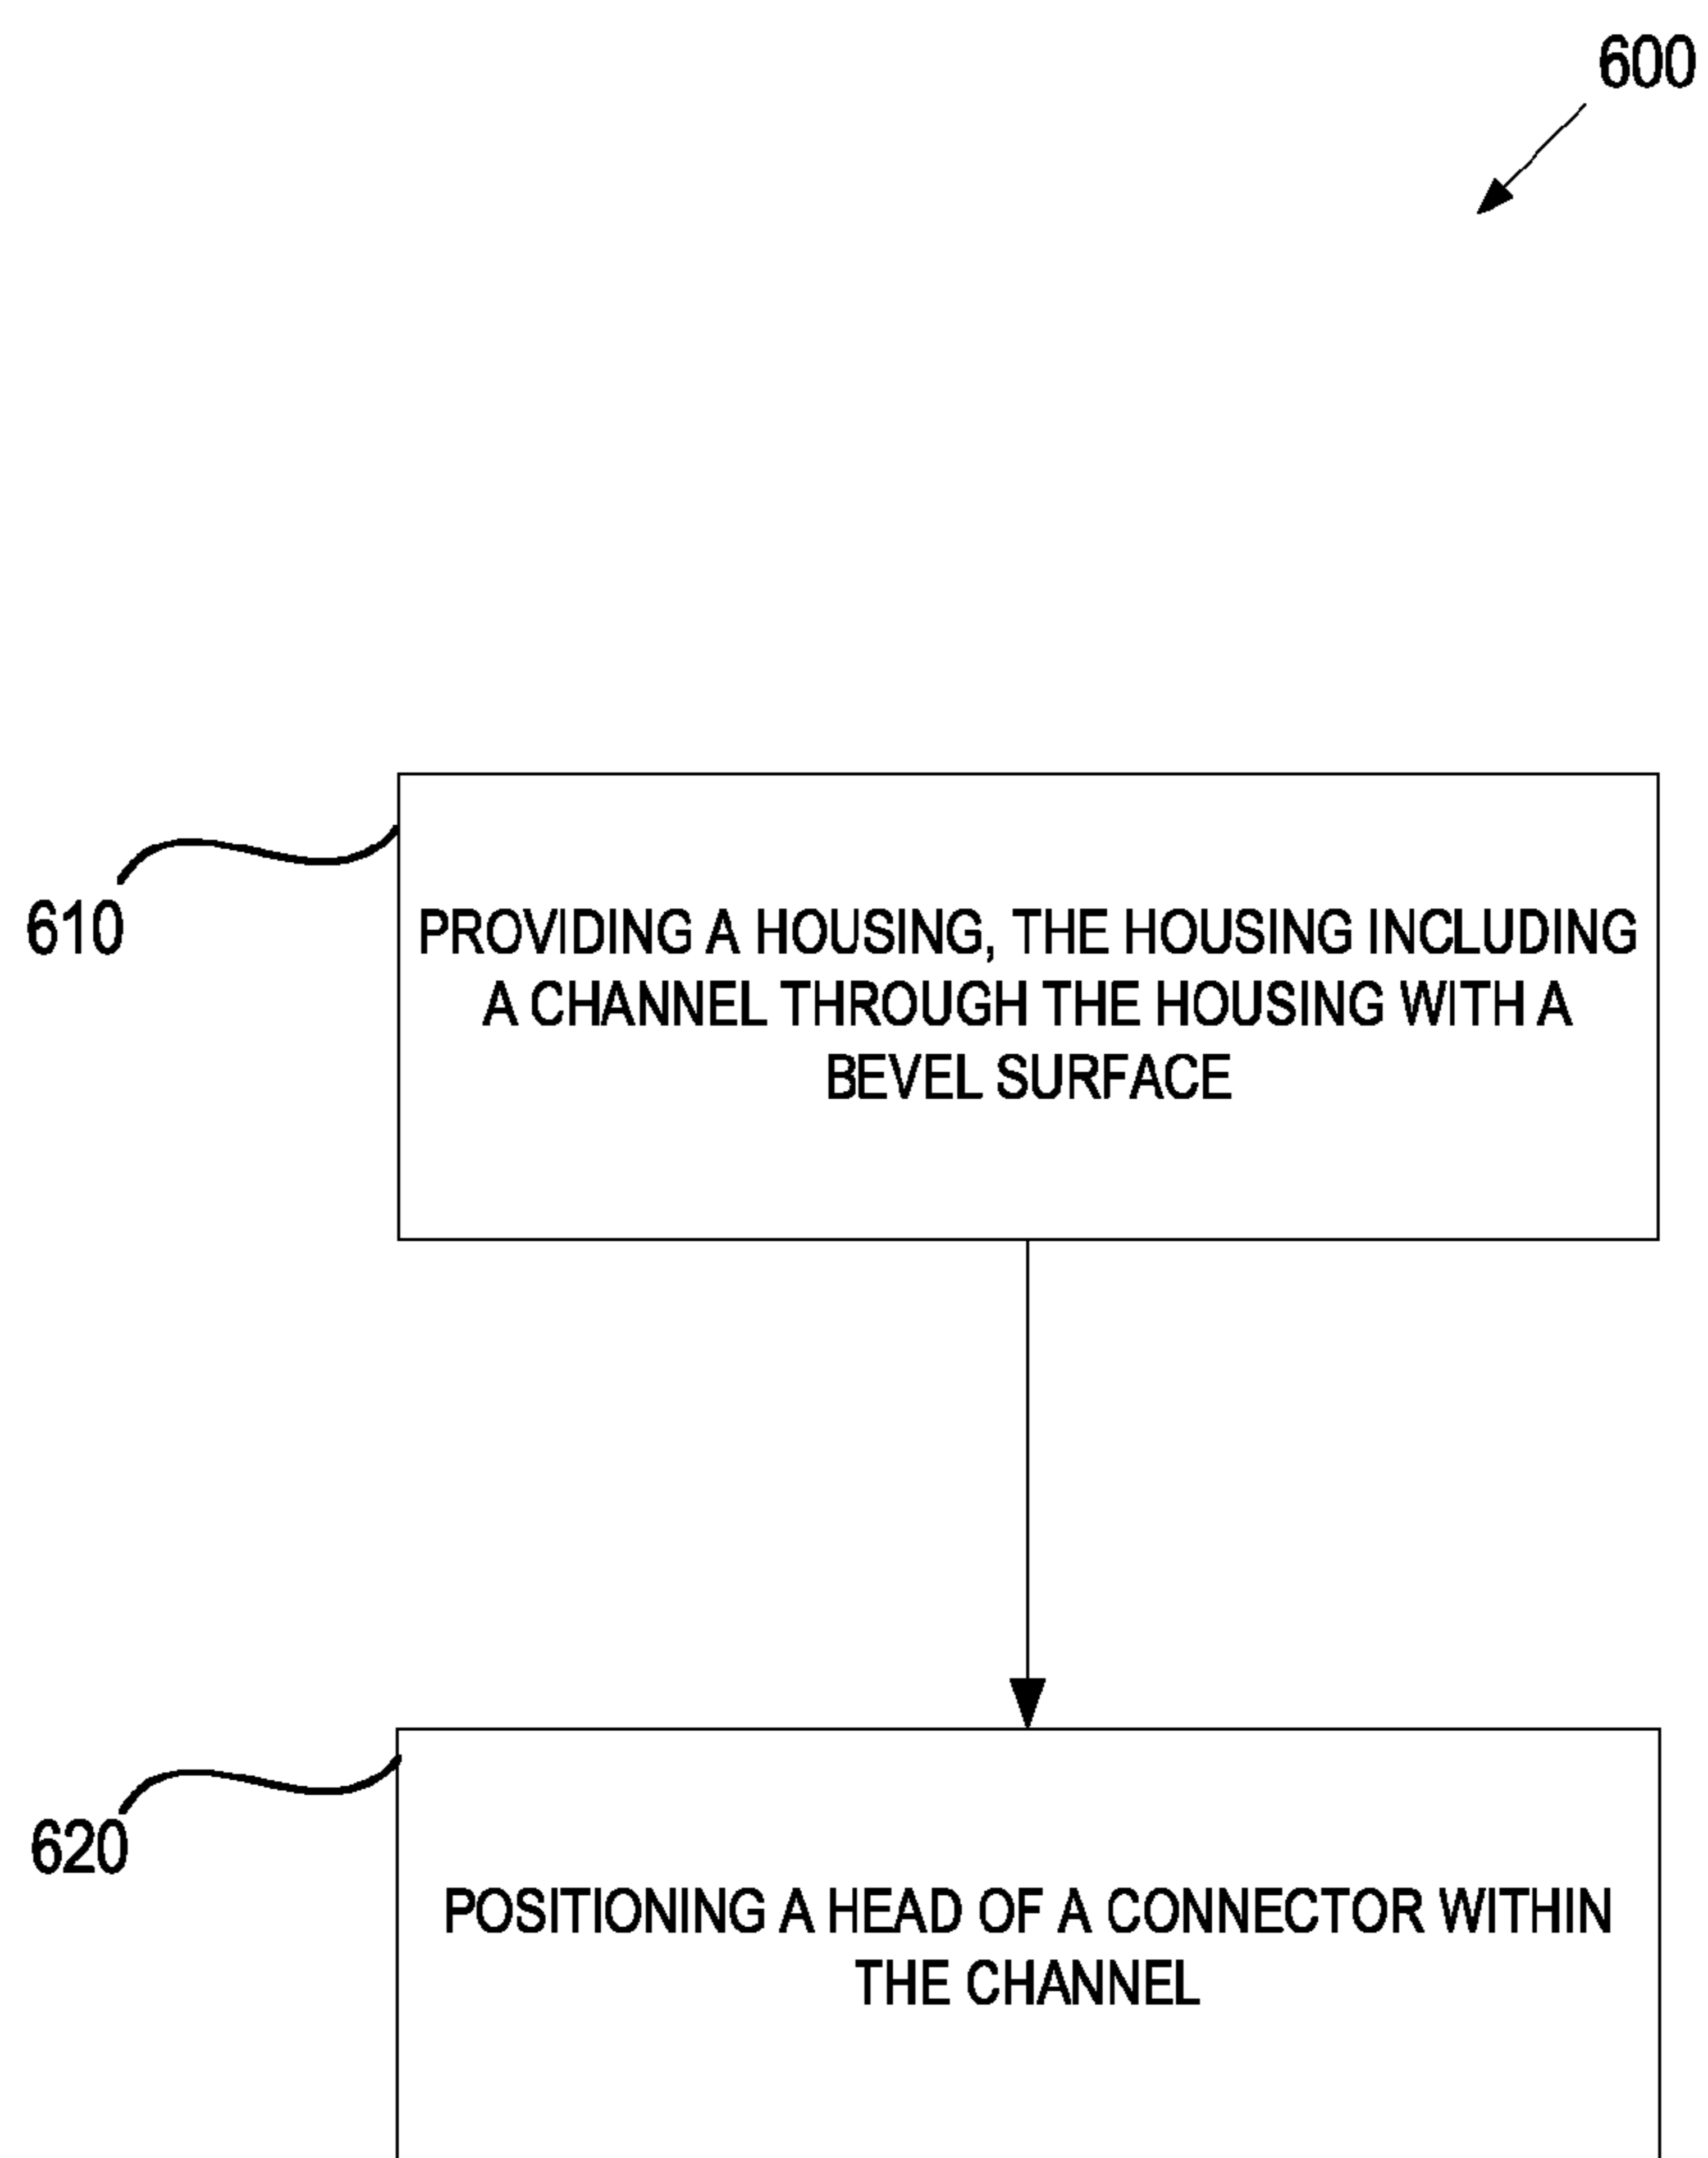 600
610
PROVIDING A HOUSING, THE HOUSING INCLUDING
A CHANNEL THROUGH THE HOUSING WITH A
BEVEL SURFACE
620
POSITIONING A HEAD OF A CONNECTOR WITHIN
THE CHANNEL